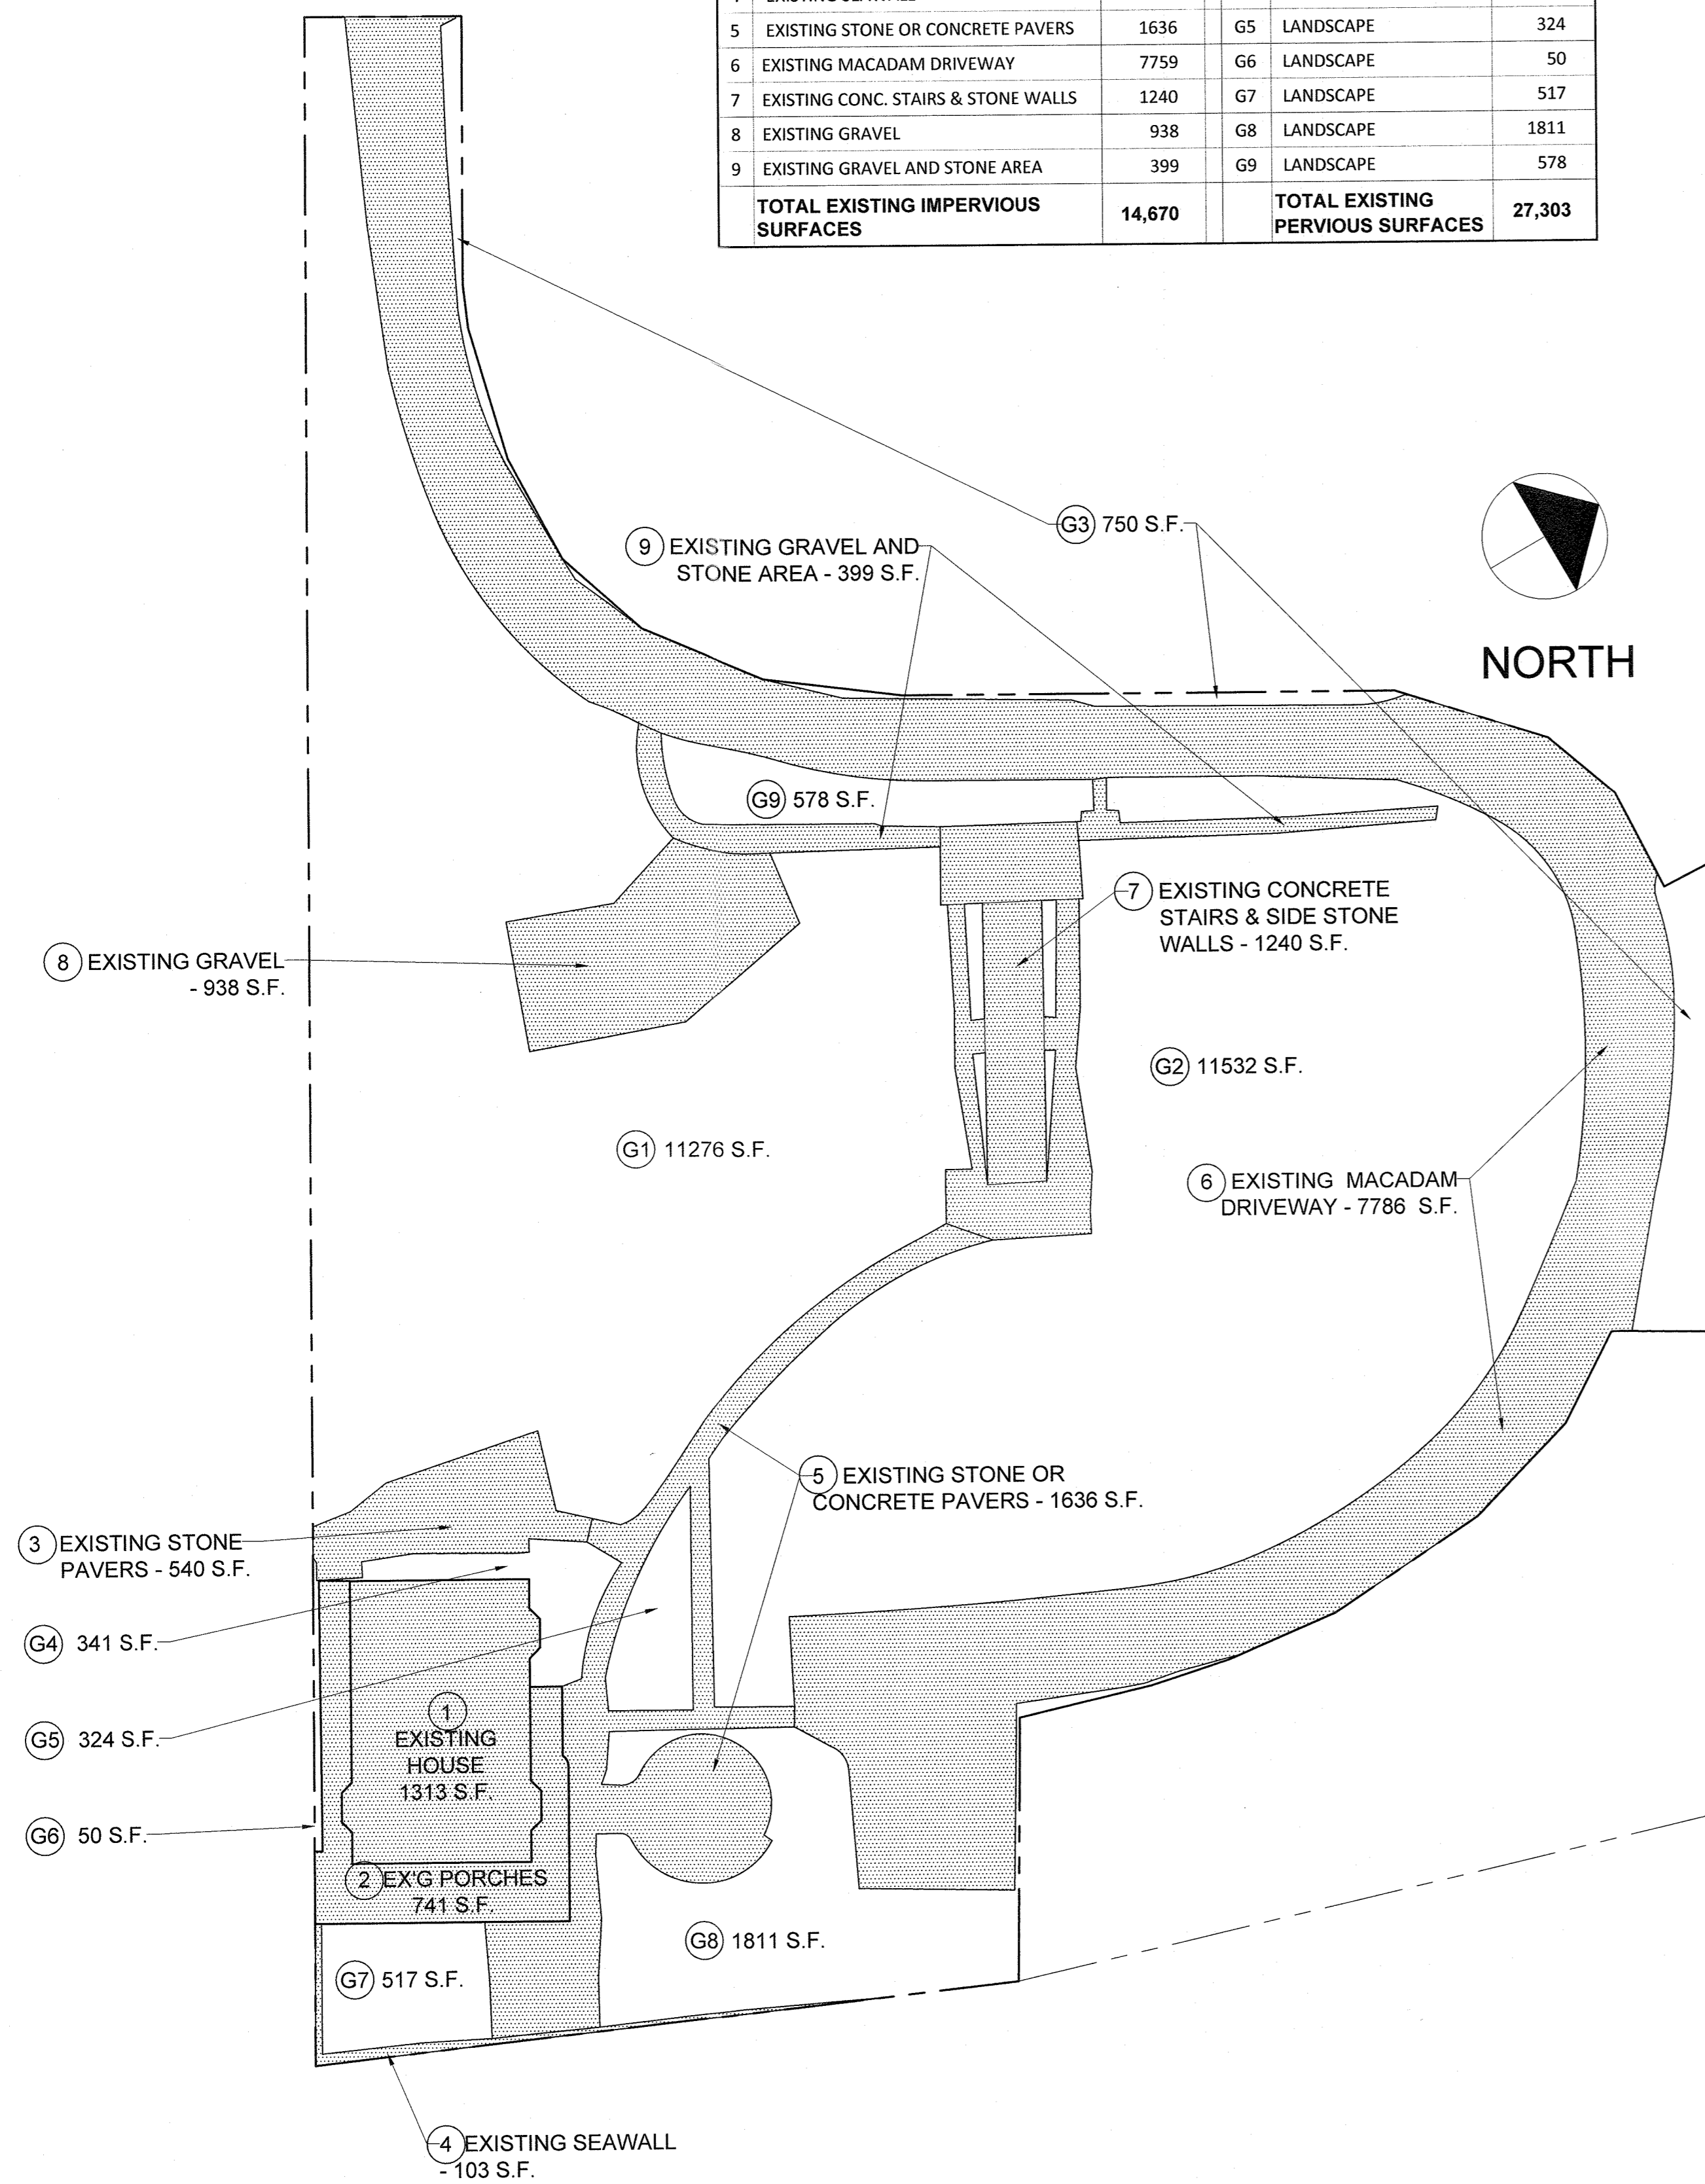 5 EXISTING STONE OR CONCRETE PAVERS 1636 G5 LANDSCAPE 324
6 EXISTING MACADAM DRIVEWAY 7759 G6 LANDSCAPE 50
7 EXISTING CONC. STAIRS & STONE WALLS 1240 G7 LANDSCAPE 517
8 EXISTING GRAVEL 938 G8 LANDSCAPE 1811
9 EXISTING GRAVEL AND STONE AREA 399 G9 LANDSCAPE 578
TOTAL EXISTING IMPERVIOUS
SURFACES
14,670
TOTAL EXISTING
PERVIOUS SURFACES
27,303
G3 750 S.F.
9 EXISTING GRAVEL AND
STONE AREA - 399 S.F.
NORTH
G9 578 S.F.
7 EXISTING CONCRETE
STAIRS & SIDE STONE
WALLS - 1240 S.F.
8 EXISTING GRAVEL
- 938 S.F.
G2 11532 S.F.
G1 11276 S.F.
6 EXISTING MACADAM
DRIVEWAY - 7786 S.F.
5 EXISTING STONE OR
CONCRETE PAVERS - 1636 S.F.
3 EXISTING STONE
PAVERS - 540 S.F.
G4 341 S.F.
G5 324 S.F.
1
EXISTING
HOUSE
1313 S.F.
G6 50 S.F.
2 EX'G PORCHES
741 S.F.
G8 1811 S.F.
G7 517 S.F.
4 EXISTING SEAWALL
- 103 S.F.